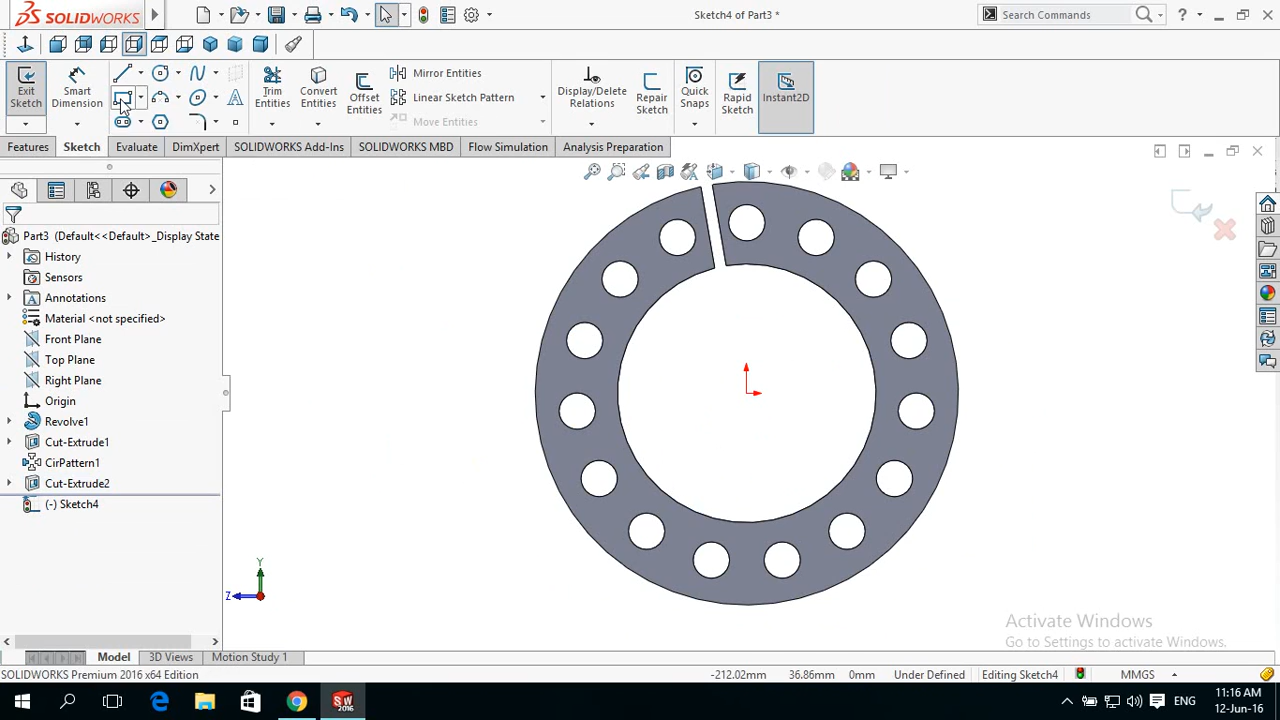 SOLIDWORKS
Sketch4 of Part3 *
Search Commands
Exit Sketch
Smart Dimension
Trim Entities
Convert Entities
Offset Entities
Mirror Entities
Linear Sketch Pattern
Move Entities
Display/Delete Relations
Repair Sketch
Quick Snaps
Rapid Sketch
Instant2D
Features Sketch Evaluate DimXpert SOLIDWORKS Add-Ins SOLIDWORKS MBD Flow Simulation Analysis Preparation
Part3 (Default<<Default>_Display State
History
Sensors
Annotations
Material <not specified>
Front Plane
Top Plane
Right Plane
Origin
Revolve1
Cut-Extrude1
CirPattern1
Cut-Extrude2
(-) Sketch4
Y
Z
Activate Windows
Go to Settings to activate Windows.
Model 3D Views Motion Study 1
SOLIDWORKS Premium 2016 x64 Edition -212.02mm 36.86mm 0mm Under Defined Editing Sketch4 MMGS
SW 2016
ENG
11:16 AM
12-Jun-16